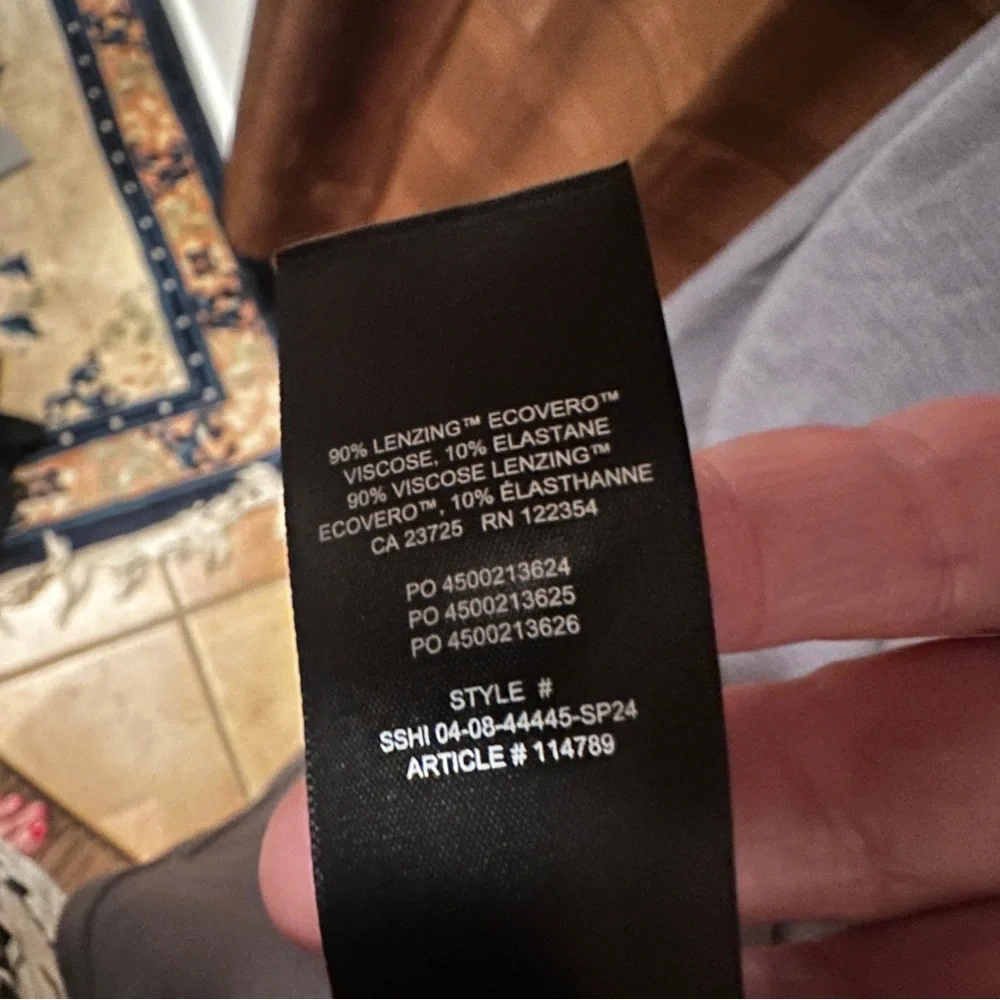 90% LENZING™ ECOVERO™
VISCOSE, 10% ELASTANE
90% VISCOSE LENZING™
ECOVERO™, 10% ÉLASTHANNE
CA 23725 RN 122354
PO 4500213624
PO 4500213625
PO 4500213626
STYLE #
SSHI 04-08-44445-SP24
ARTICLE # 114789